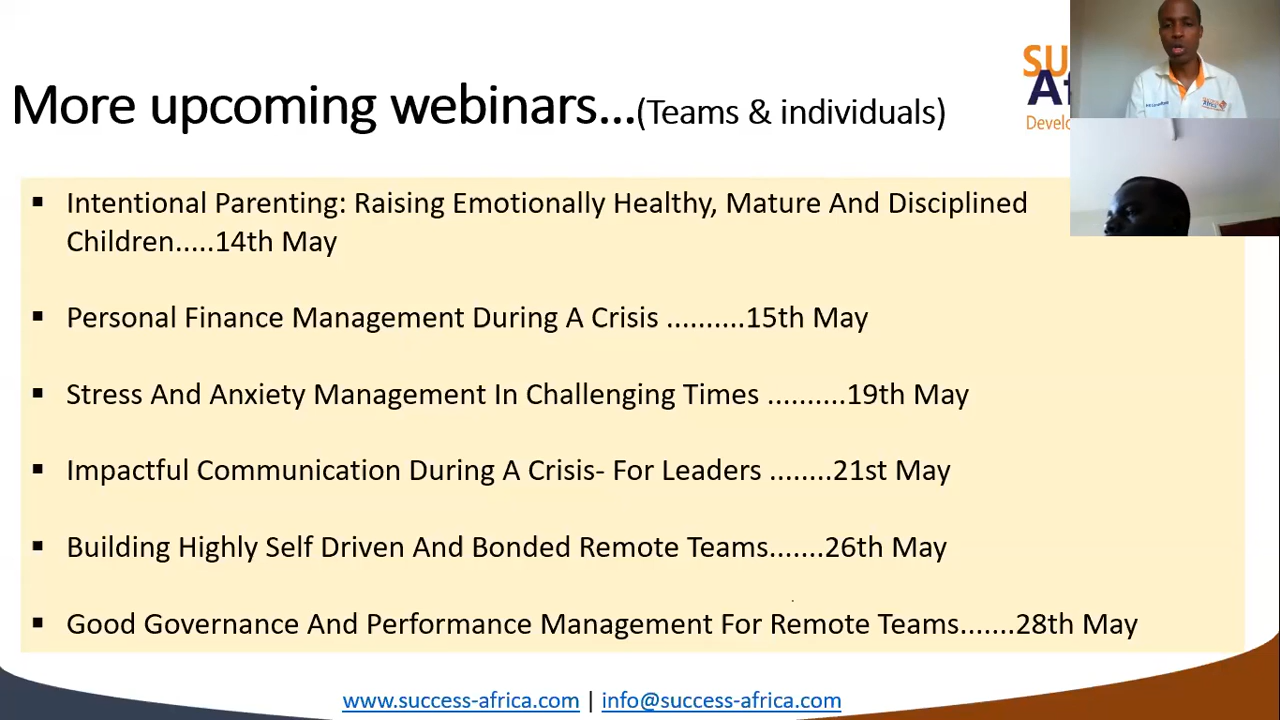 More upcoming webinars...(Teams & individuals)
SU
Af
Develo
▪ Intentional Parenting: Raising Emotionally Healthy, Mature And Disciplined
Children.....14th May
▪ Personal Finance Management During A Crisis ..........15th May
▪ Stress And Anxiety Management In Challenging Times ..........19th May
▪ Impactful Communication During A Crisis- For Leaders ........21st May
▪ Building Highly Self Driven And Bonded Remote Teams.......26th May
▪ Good Governance And Performance Management For Remote Teams.......28th May
www.success-africa.com | info@success-africa.com